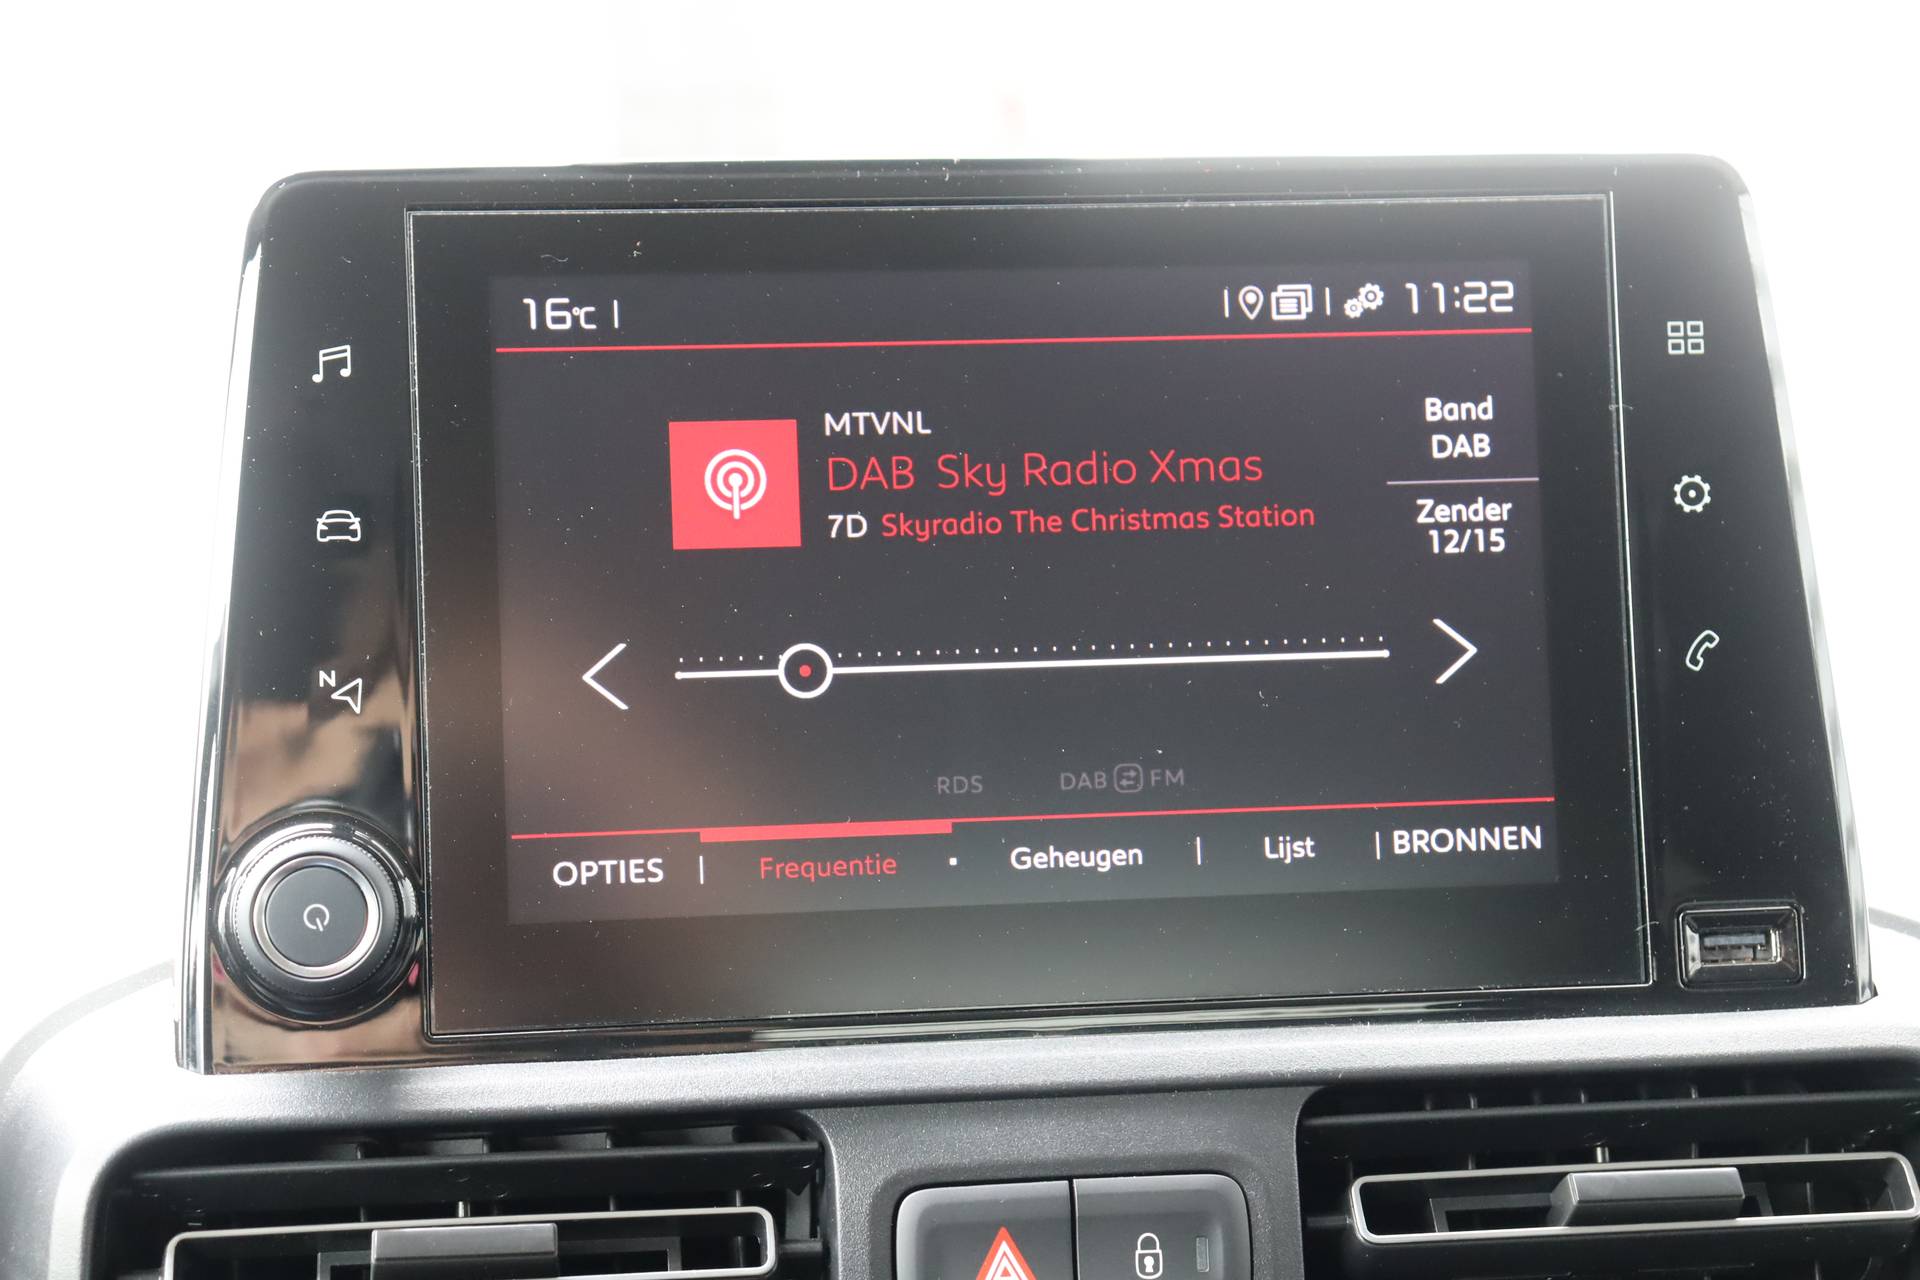 16°C
11:22
MTVNL
DAB Sky Radio Xmas
7D Skyradio The Christmas Station
Band
DAB
Zender
12/15
N
RDS
DAB FM
OPTIES | Frequentie · Geheugen | Lijst | BRONNEN